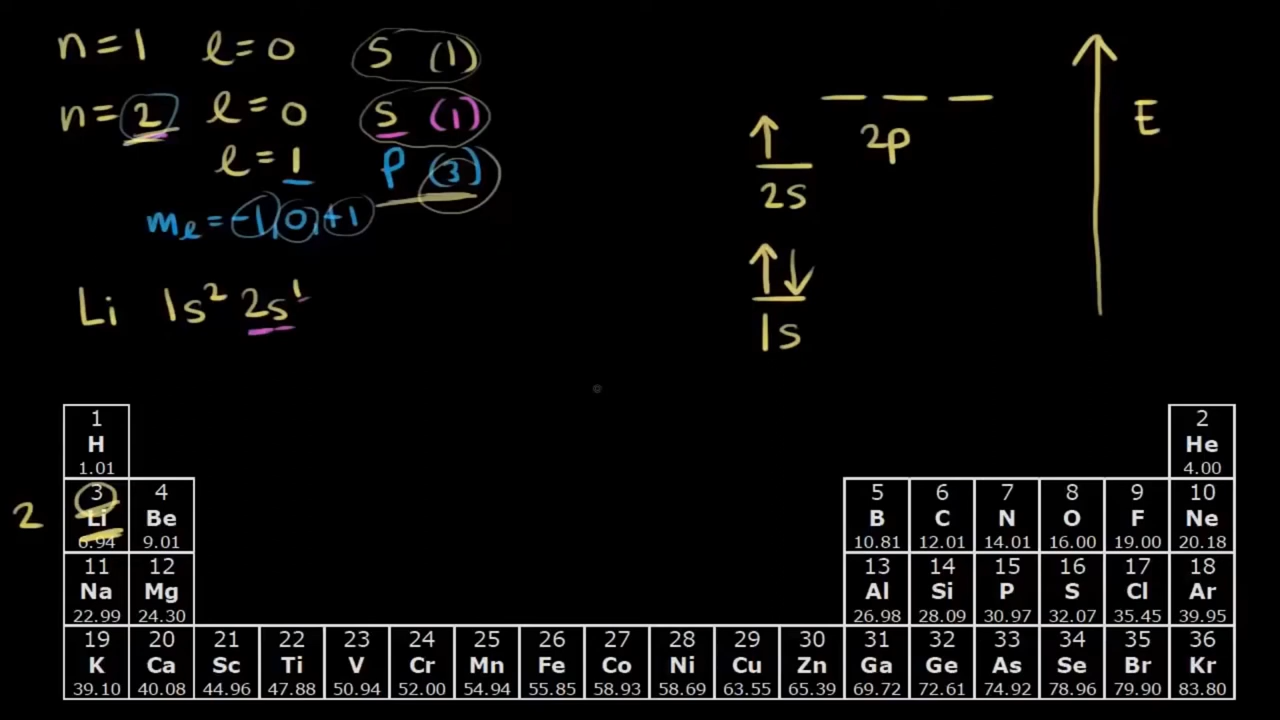 n=1 l=0 s (1)
n=2 l=0 s (1)
l=1 p (3)
mₗ = -1, 0, +1
Li 1s² 2s¹
E
2p
2s
1s
2
1 2
H He
1.01 4.00
3 4 5 6 7 8 9 10
Li Be B C N O F Ne
6.94 9.01 10.81 12.01 14.01 16.00 19.00 20.18
11 12 13 14 15 16 17 18
Na Mg Al Si P S Cl Ar
22.99 24.30 26.98 28.09 30.97 32.07 35.45 39.95
19 20 21 22 23 24 25 26 27 28 29 30 31 32 33 34 35 36
K Ca Sc Ti V Cr Mn Fe Co Ni Cu Zn Ga Ge As Se Br Kr
39.10 40.08 44.96 47.88 50.94 52.00 54.94 55.85 58.93 58.69 63.55 65.39 69.72 72.61 74.92 78.96 79.90 83.80